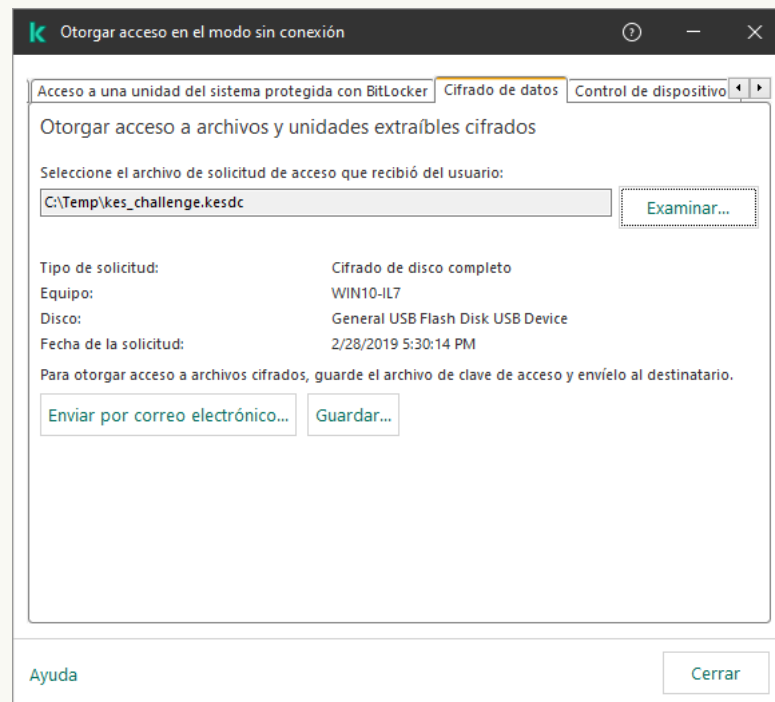 Otorgar acceso en el modo sin conexión
Acceso a una unidad del sistema protegida con BitLocker
Cifrado de datos
Control de dispositivo
Otorgar acceso a archivos y unidades extraíbles cifrados
Seleccione el archivo de solicitud de acceso que recibió del usuario:
C:\Temp\kes_challenge.kesdc
Examinar...
Tipo de solicitud: Cifrado de disco completo
Equipo: WIN10-IL7
Disco: General USB Flash Disk USB Device
Fecha de la solicitud: 2/28/2019 5:30:14 PM
Para otorgar acceso a archivos cifrados, guarde el archivo de clave de acceso y envíelo al destinatario.
Enviar por correo electrónico... Guardar...
Ayuda
Cerrar